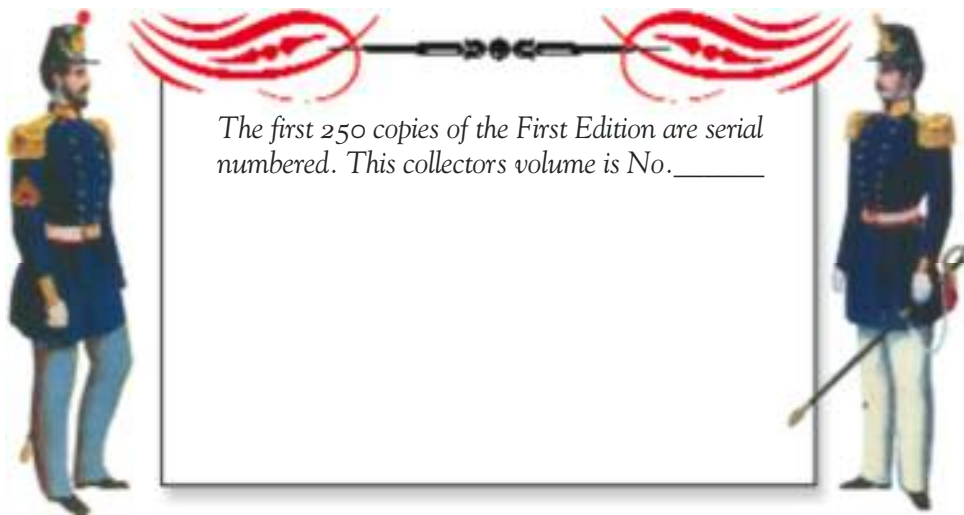 The first 250 copies of the First Edition are serial
numbered. This collectors volume is No.______